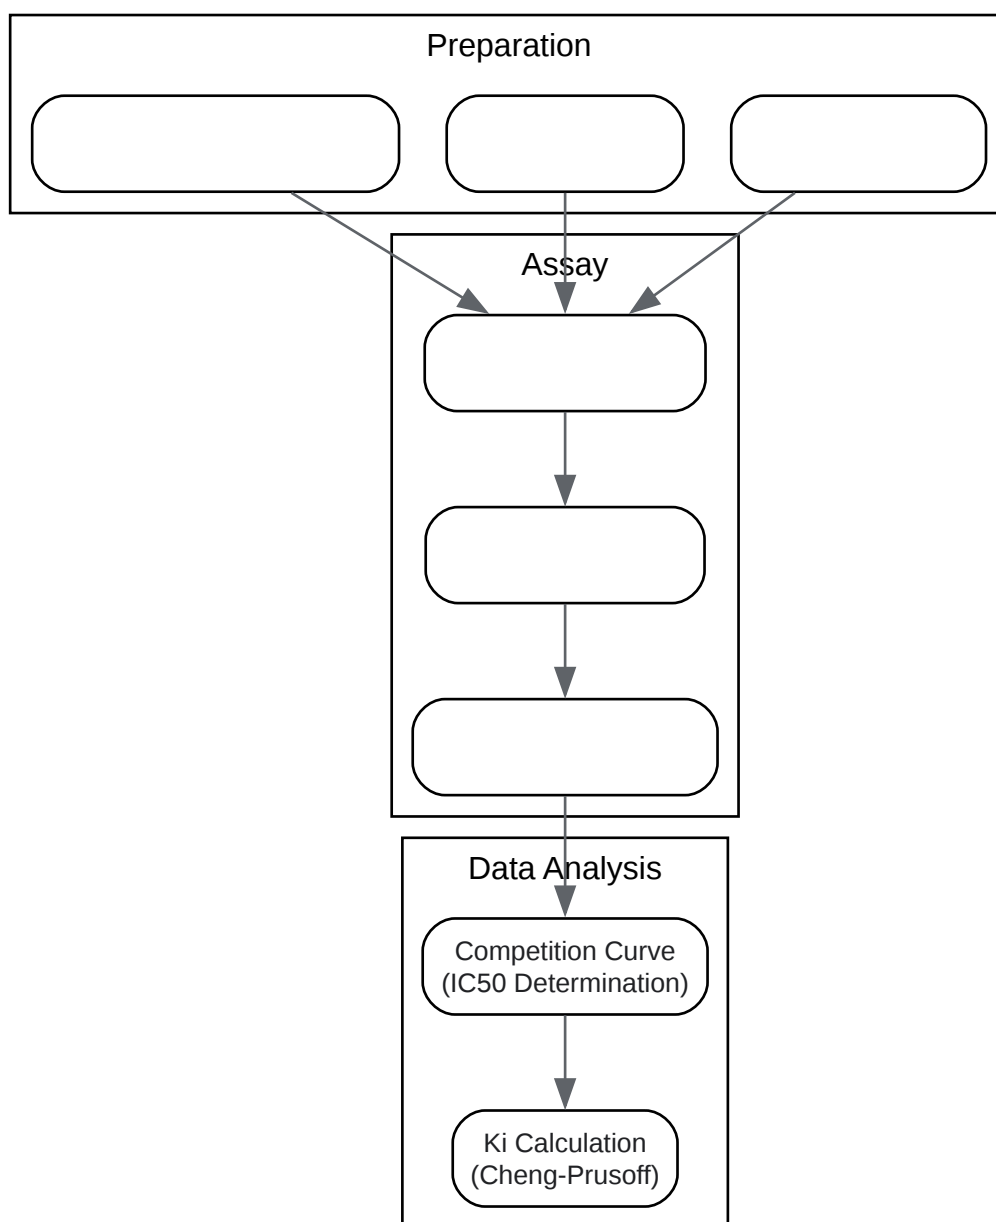 Preparation
Assay
Data Analysis
Competition Curve
(IC50 Determination)
Ki Calculation
(Cheng-Prusoff)